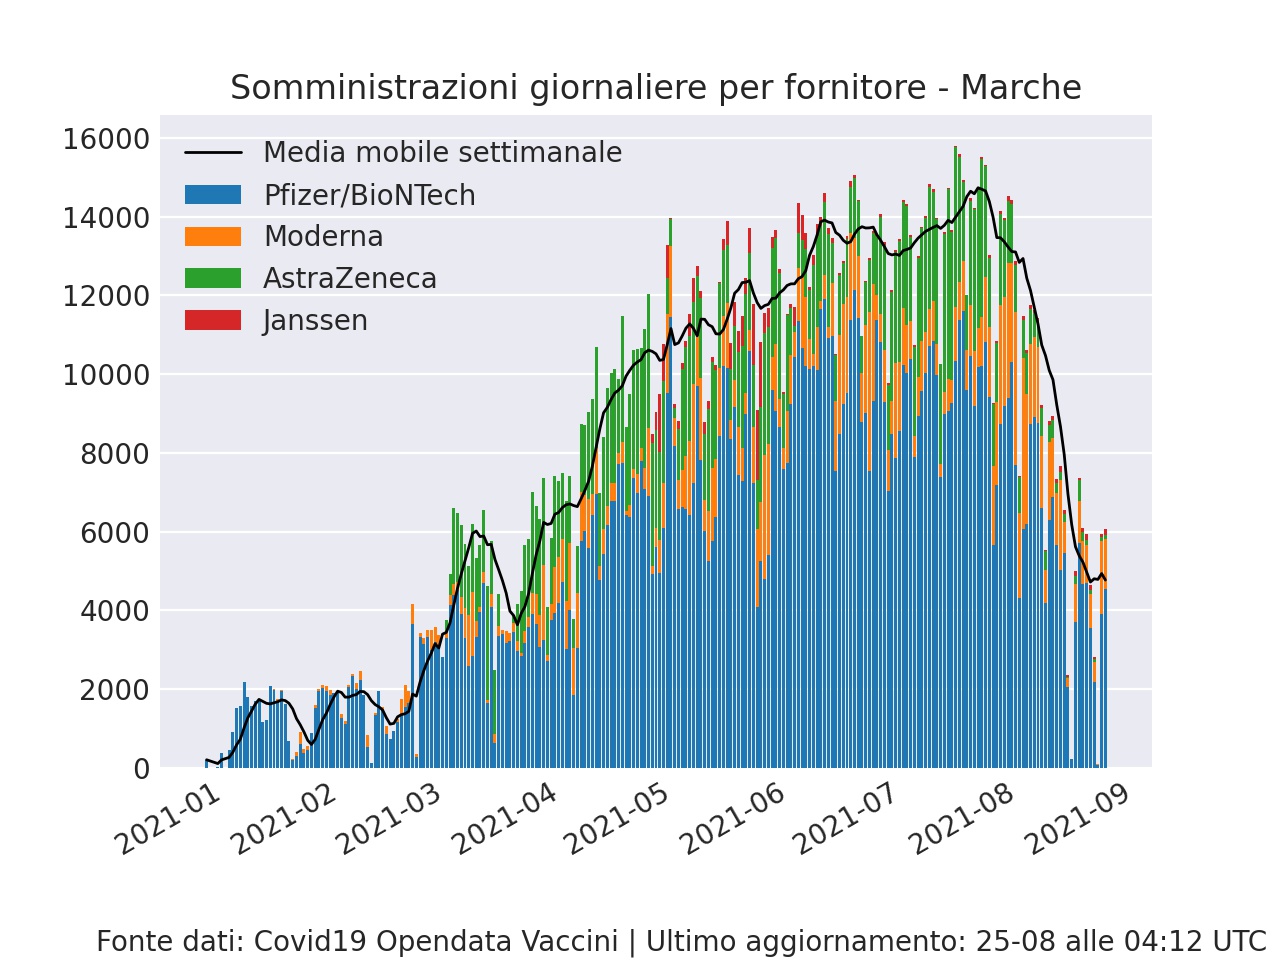 Somministrazioni giornaliere per fornitore - Marche
16000
14000
12000
10000
8000
6000
4000
2000
0
Media mobile settimanale
Pfizer/BioNTech
Moderna
AstraZeneca
Janssen
2021-01
2021-02
2021-03
2021-04
2021-05
2021-06
2021-07
2021-08
2021-09
Fonte dati: Covid19 Opendata Vaccini | Ultimo aggiornamento: 25-08 alle 04:12 UTC